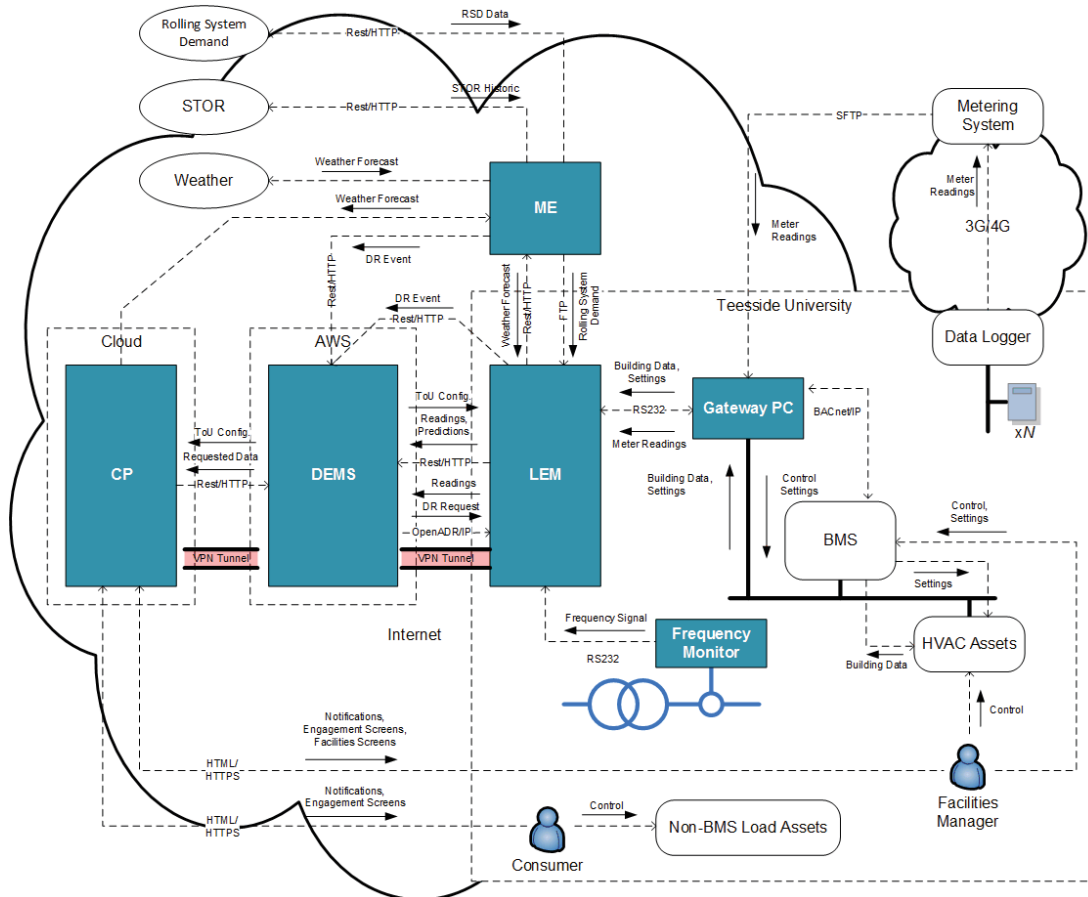 Rolling System
Demand
RSD Data
Rest/HTTP
STOR
STOR Historic
Rest/HTTP
Metering
System
SFTP
Weather
Weather Forecast
ME
Weather Forecast
Meter
Readings
3G/4G
Meter
Readings
DR Event
Rest/HTTP
Weather Forecast
Rest/HTTP
FTP
Rolling System
Demand
DR Event
Rest/HTTP
Teesside University
Data Logger
xN
Cloud
AWS
CP
DEMS
LEM
Gateway PC
Building Data,
Settings
RS232
Meter Readings
BACnet/IP
ToU Config.
Readings,
Predictions
Rest/HTTP
Readings
DR Request
OpenADR/IP
VPN Tunnel
ToU Config.
Requested Data
Rest/HTTP
VPN Tunnel
Building Data,
Settings
Control
Settings
BMS
Control,
Settings
Settings
Internet
Frequency Signal
RS232
Frequency
Monitor
HVAC Assets
Building Data
Control
Notifications,
Engagement Screens,
Facilities Screens
HTML/
HTTPS
Facilities
Manager
Notifications,
Engagement Screens
HTML/
HTTPS
Control
Consumer
Non-BMS Load Assets